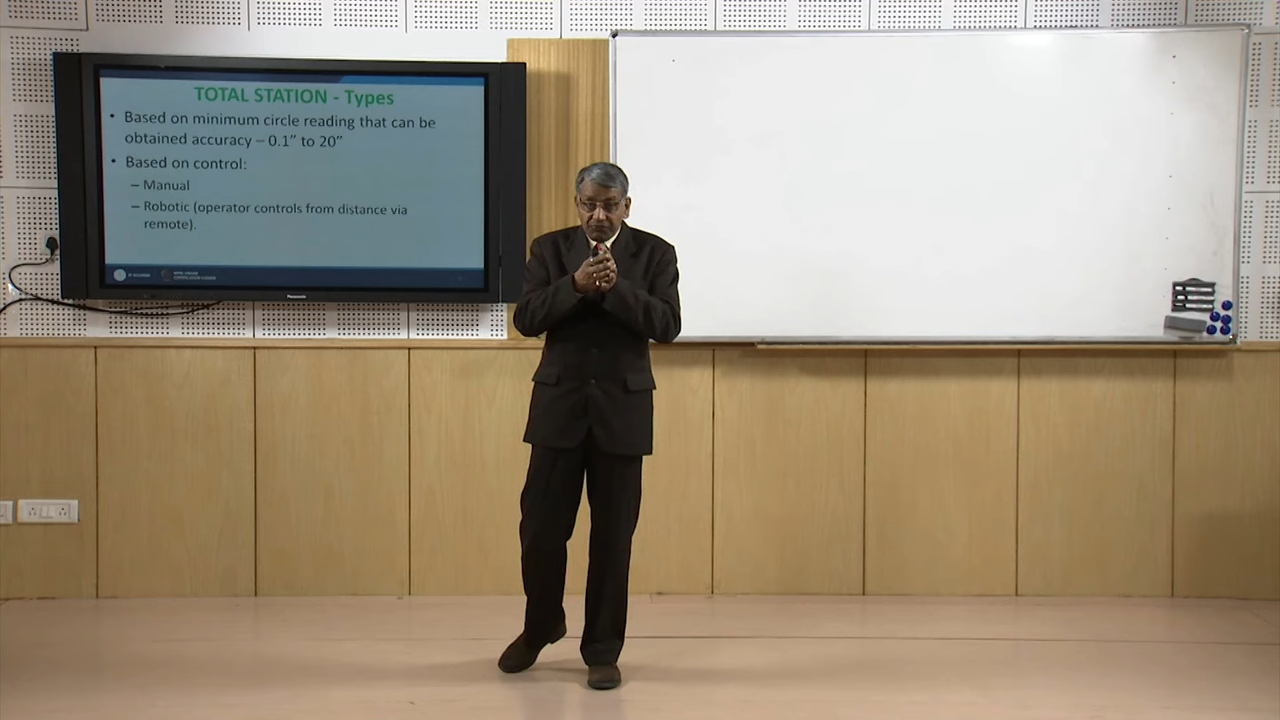 TOTAL STATION - Types
• Based on minimum circle reading that can be
obtained accuracy – 0.1” to 20”
• Based on control:
– Manual
– Robotic (operator controls from distance via
remote).
Panasonic